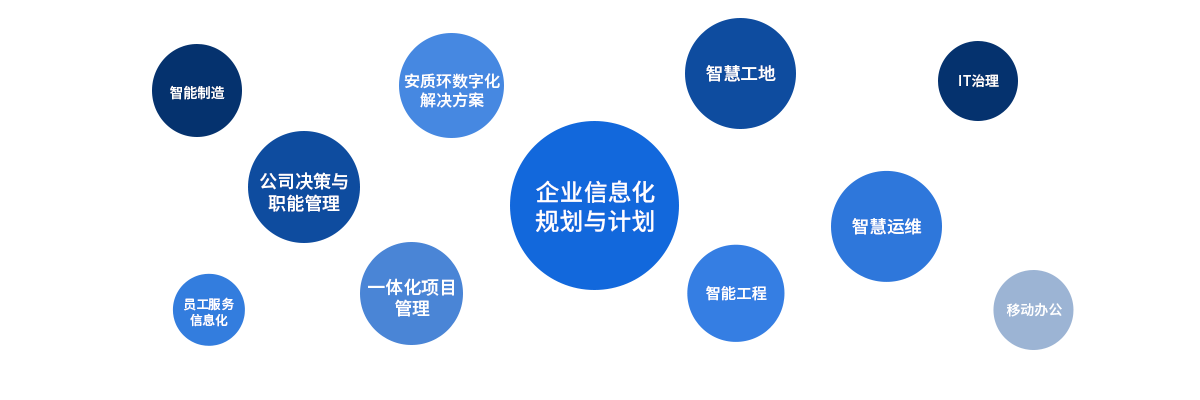 智能制造
安质环数字化
解决方案
智慧工地
IT治理
公司决策与
职能管理
企业信息化
规划与计划
智慧运维
员工服务
信息化
一体化项目
管理
智能工程
移动办公